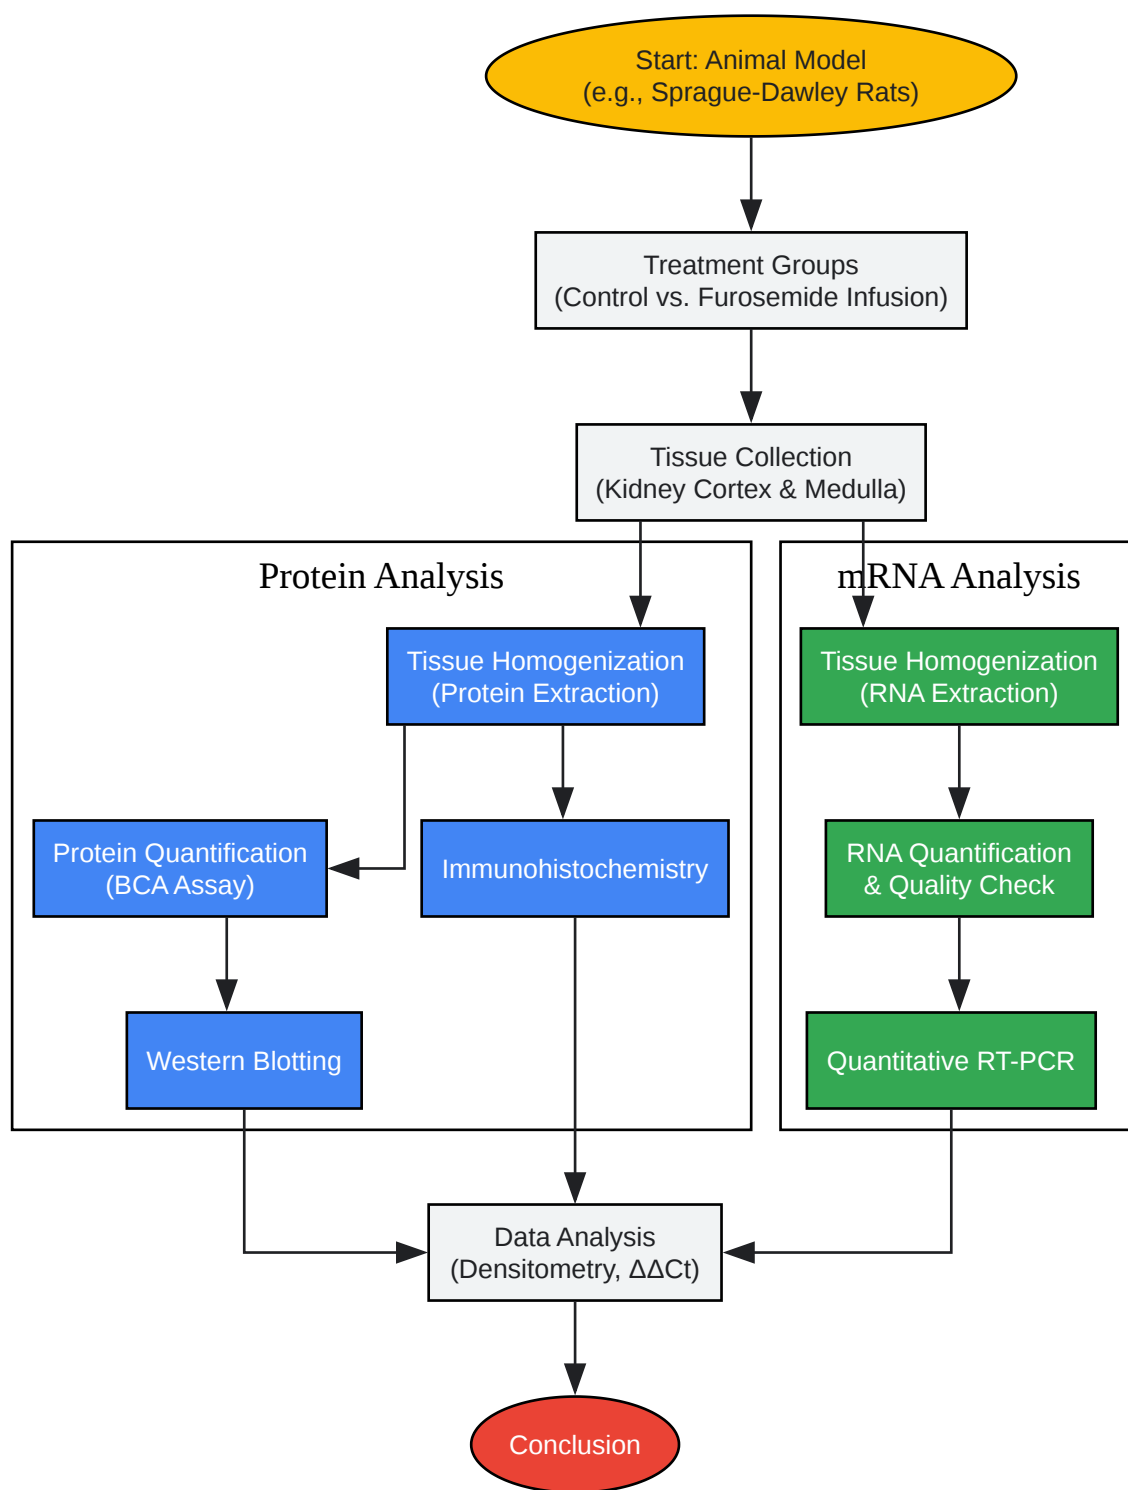 Start: Animal Model
(e.g., Sprague-Dawley Rats)
Treatment Groups
(Control vs. Furosemide Infusion)
Tissue Collection
(Kidney Cortex & Medulla)
Protein Analysis
mRNA Analysis
Tissue Homogenization
(Protein Extraction)
Tissue Homogenization
(RNA Extraction)
Protein Quantification
(BCA Assay)
Immunohistochemistry
RNA Quantification
& Quality Check
Western Blotting
Quantitative RT-PCR
Data Analysis
(Densitometry, ΔΔCt)
Conclusion